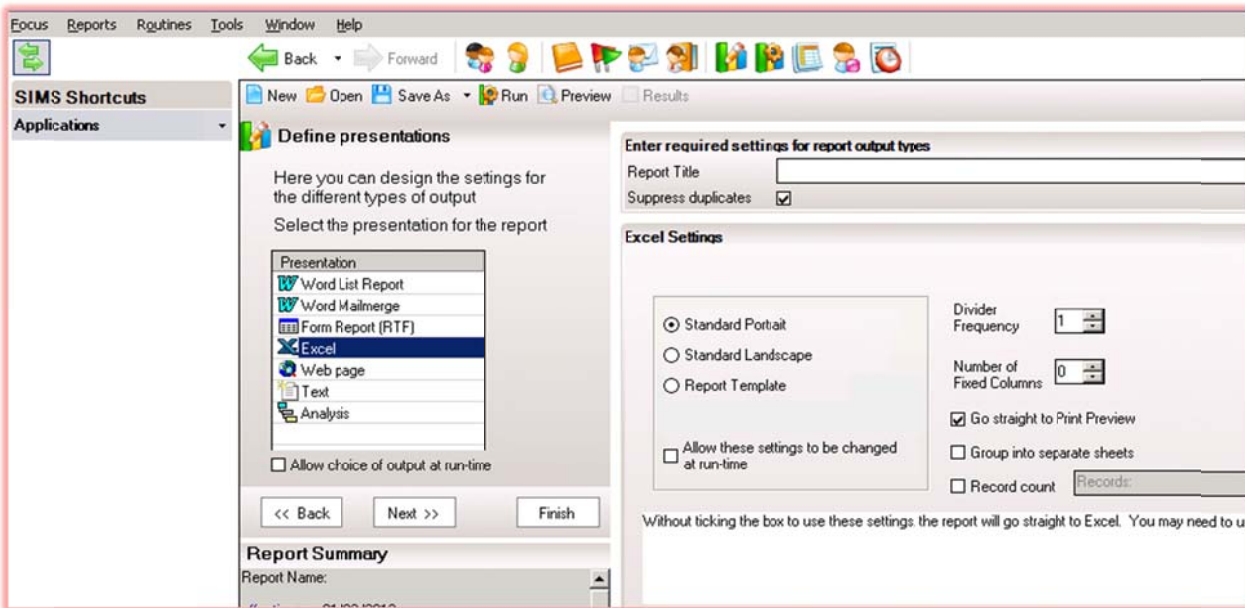 Focus Reports Routines Tools Window Help
Back Forward
SIMS Shortcuts
Applications
New Open Save As Run Preview Results
Define presentations
Here you can design the settings for
the different types of output
Select the presentation for the report
Presentation
Word List Report
Word Mailmerge
Form Report (RTF)
Excel
Web page
Text
Analysis
Allow choice of output at run-time
<< Back Next >> Finish
Report Summary
Report Name:
Enter required settings for report output types
Report Title
Suppress duplicates
Excel Settings
Standard Portrait
Standard Landscape
Report Template
Allow these settings to be changed
at run-time
Divider
Frequency 1
Number of
Fixed Columns 0
Go straight to Print Preview
Group into separate sheets
Record count Records:
Without ticking the box to use these settings the report will go straight to Excel. You may need to u